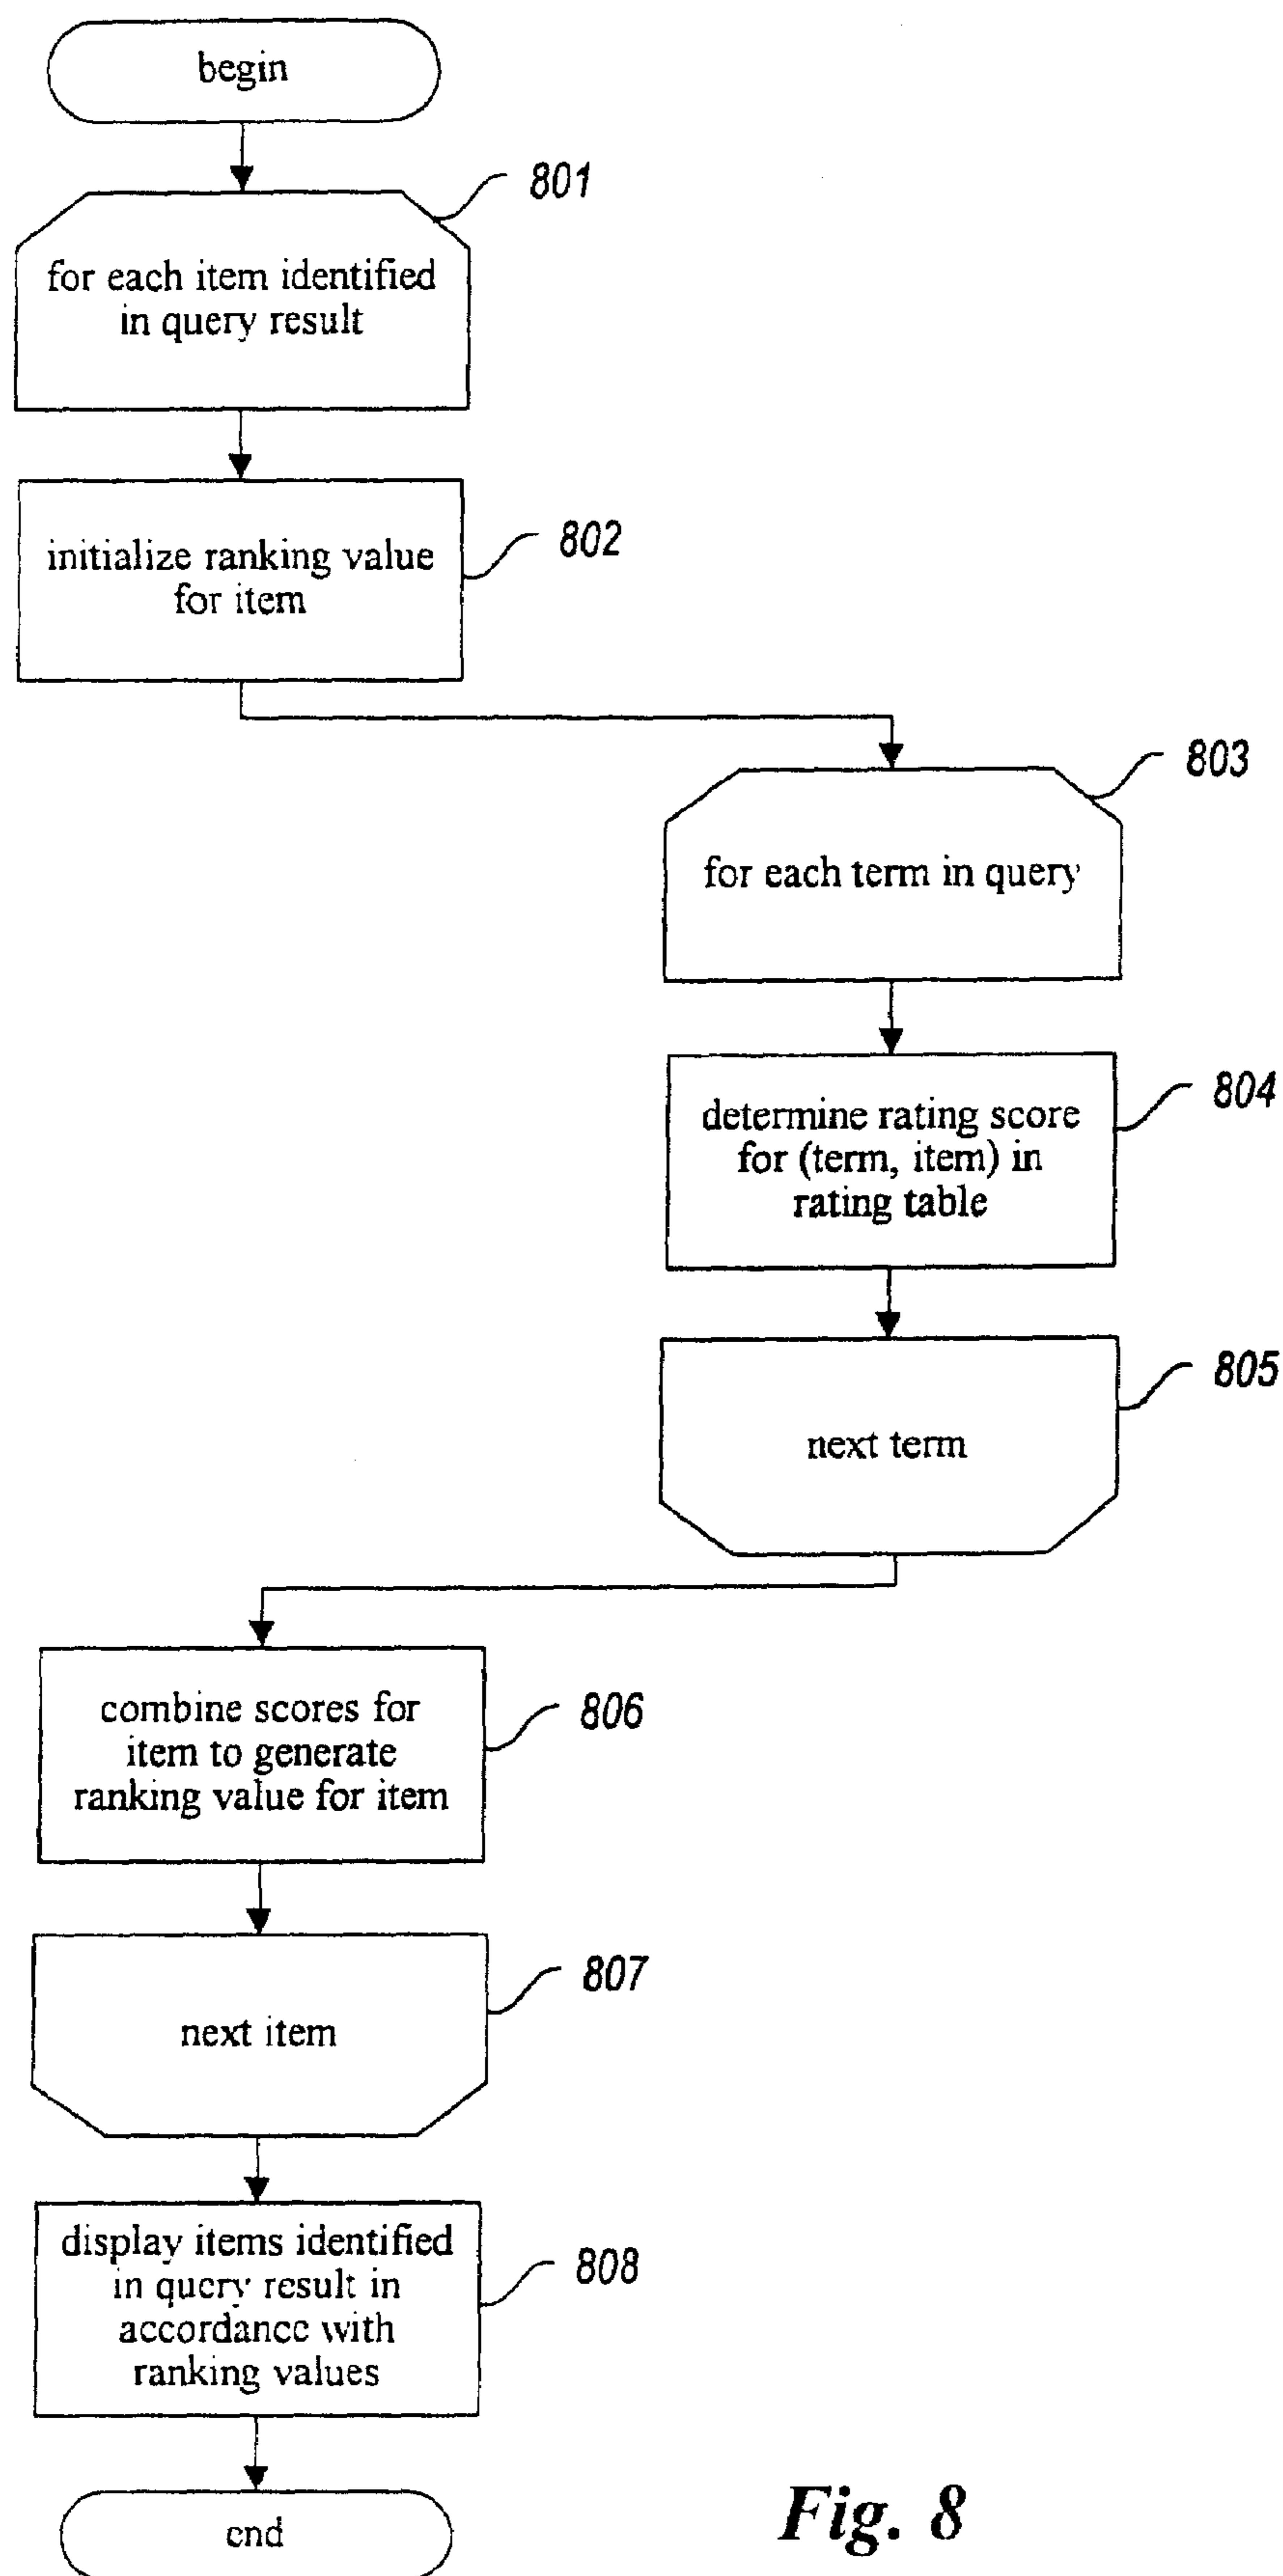 begin
801
for each item identified
in query result
802
initialize ranking value
for item
803
for each term in query
804
determine rating score
for (term, item) in
rating table
805
next term
806
combine scores for
item to generate
ranking value for item
807
next item
808
display items identified
in query result in
accordance with
ranking values
end
Fig. 8